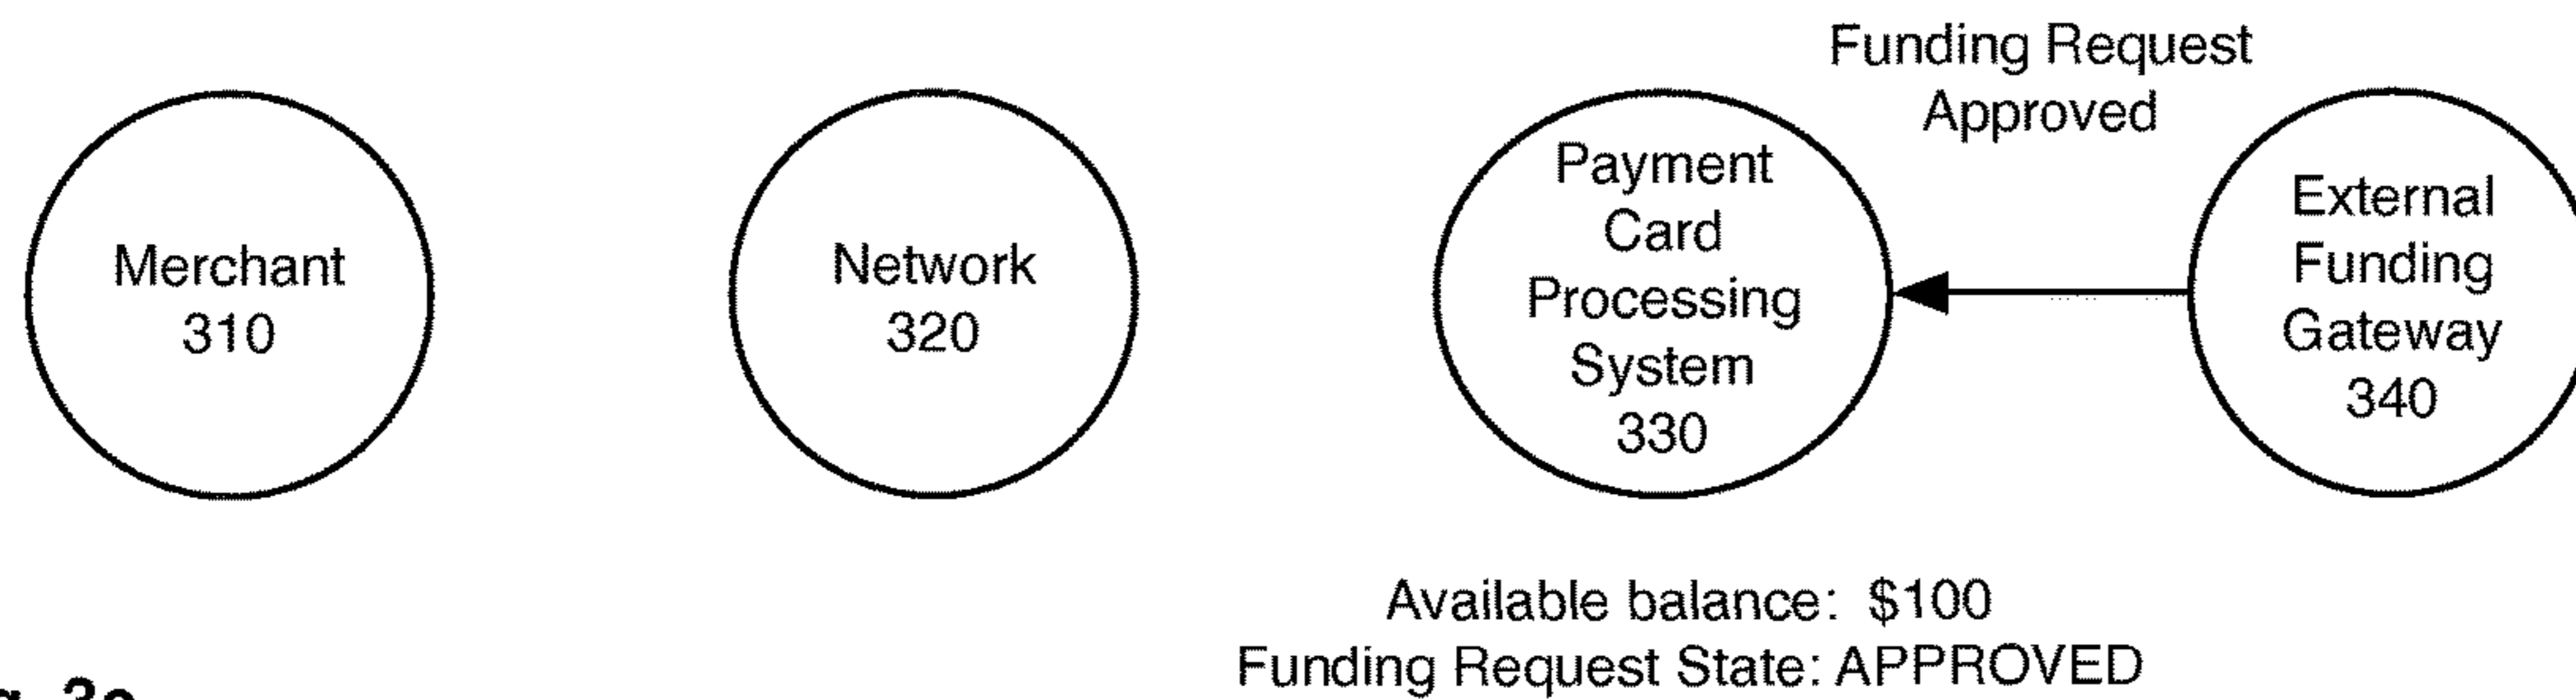 Funding Request
Approved
Merchant
310
Network
320
Payment
Card
Processing
System
330
External
Funding
Gateway
340
Available balance: $100
Funding Request State: APPROVED